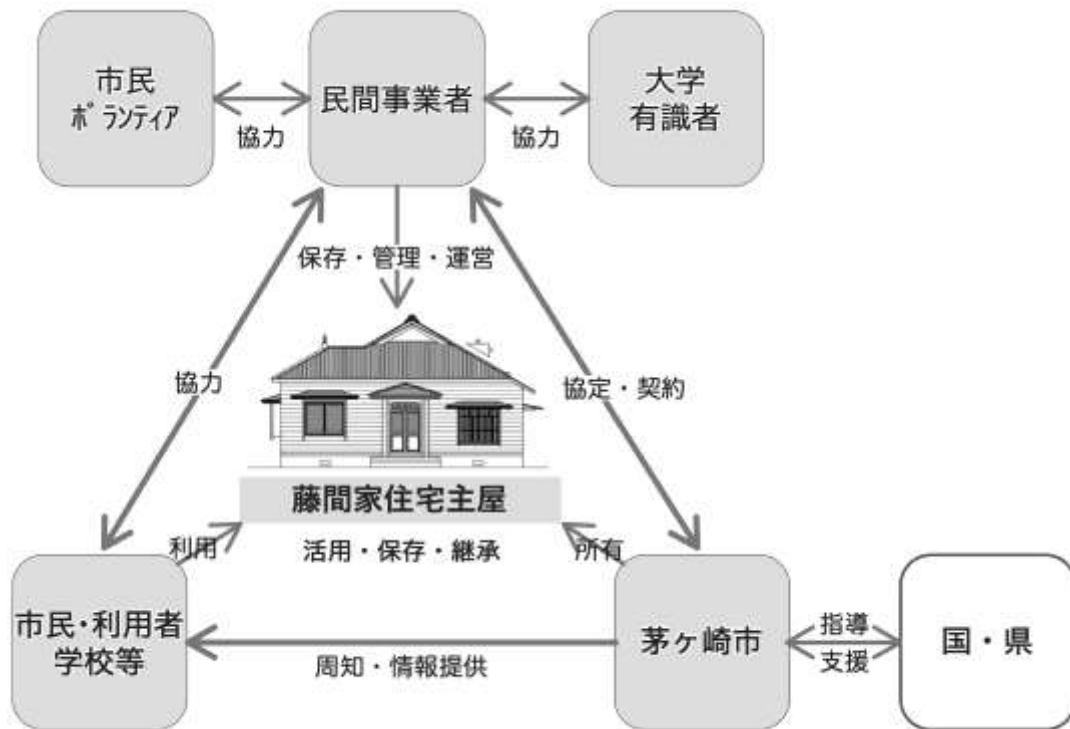 市民
ボランティア
民間事業者
大学
有識者
協力
協力
保存・管理・運営
協力
協定・契約
藤間家住宅主屋
利用
活用・保存・継承
所有
市民・利用者
学校等
茅ヶ崎市
指導
支援
国・県
周知・情報提供